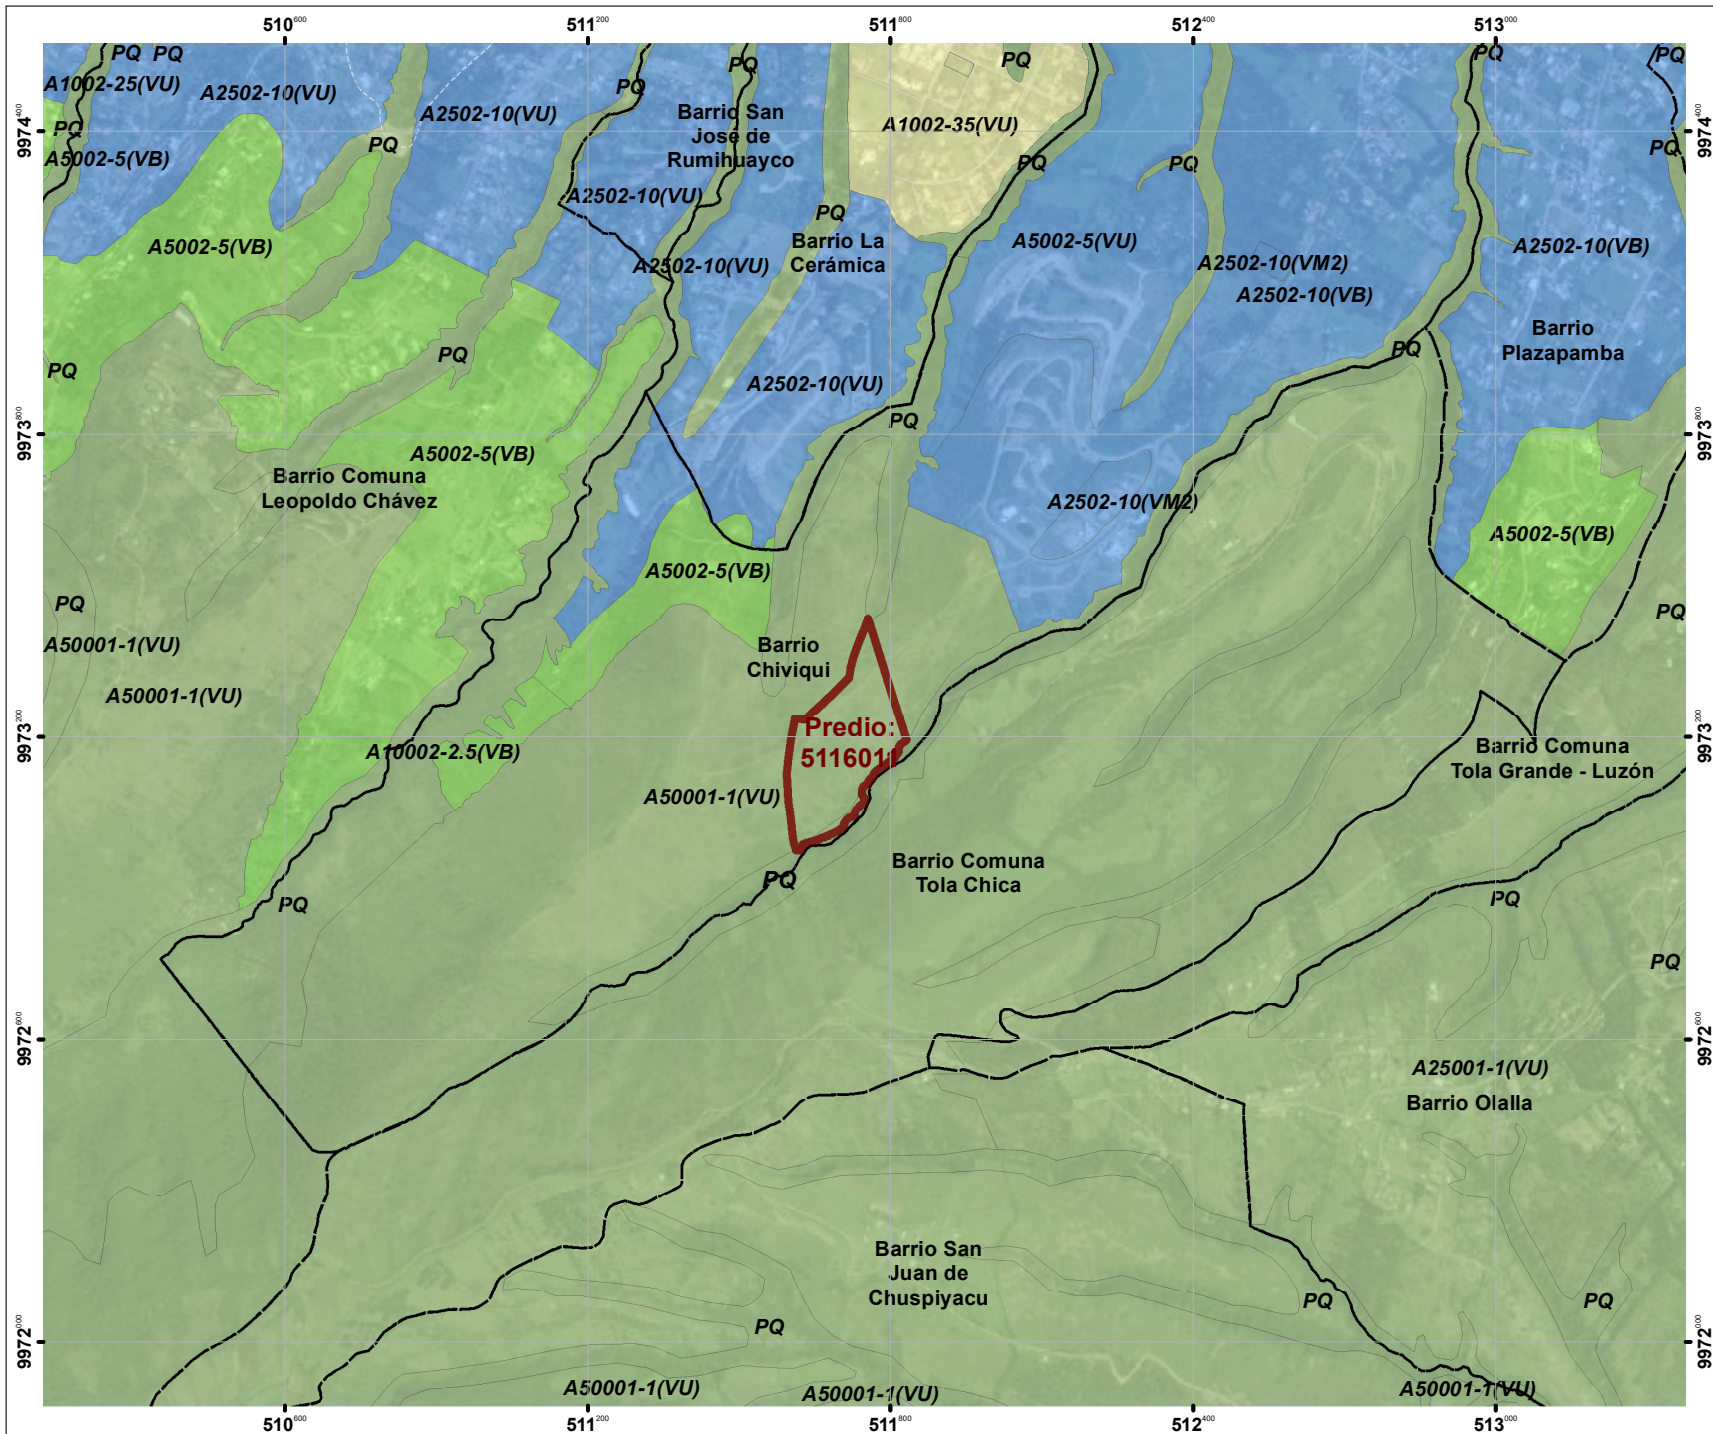 510600 511200 511800 512400 513000
PQ PQ PQ PQ PQ PQ PQ
A1002-25(VU) A2502-10(VU) A2502-10(VU)
Barrio San
José de
Rumihuayco
A1002-35(VU)
9974400 9974400
PQ PQ PQ PQ PQ
A5002-5(VB)
A2502-10(VU)
PQ
A5002-5(VB)
Barrio La
Cerámica
A5002-5(VU)
A2502-10(VB)
A2502-10(VU)
A2502-10(VM2)
A2502-10(VB)
Barrio
Plazapamba
PQ PQ PQ
A2502-10(VU)
PQ
9973800 9973800
A5002-5(VB)
Barrio Comuna
Leopoldo Chávez
A2502-10(VM2)
A5002-5(VB)
A5002-5(VB)
PQ PQ
A50001-1(VU)
Barrio
Chiviqui
A50001-1(VU)
Predio:
511601
9973200 9973200
A10002-2.5(VB)
Barrio Comuna
Tola Grande - Luzón
A50001-1(VU)
Barrio Comuna
Tola Chica
PQ
PQ PQ
PQ
9972600 9972600
A25001-1(VU)
Barrio Olalla
Barrio San
Juan de
Chuspiyacu
PQ PQ
PQ
9972000 9972000
A50001-1(VU) A50001-1(VU) A50001-1(VU)
510600 511200 511800 512400 513000